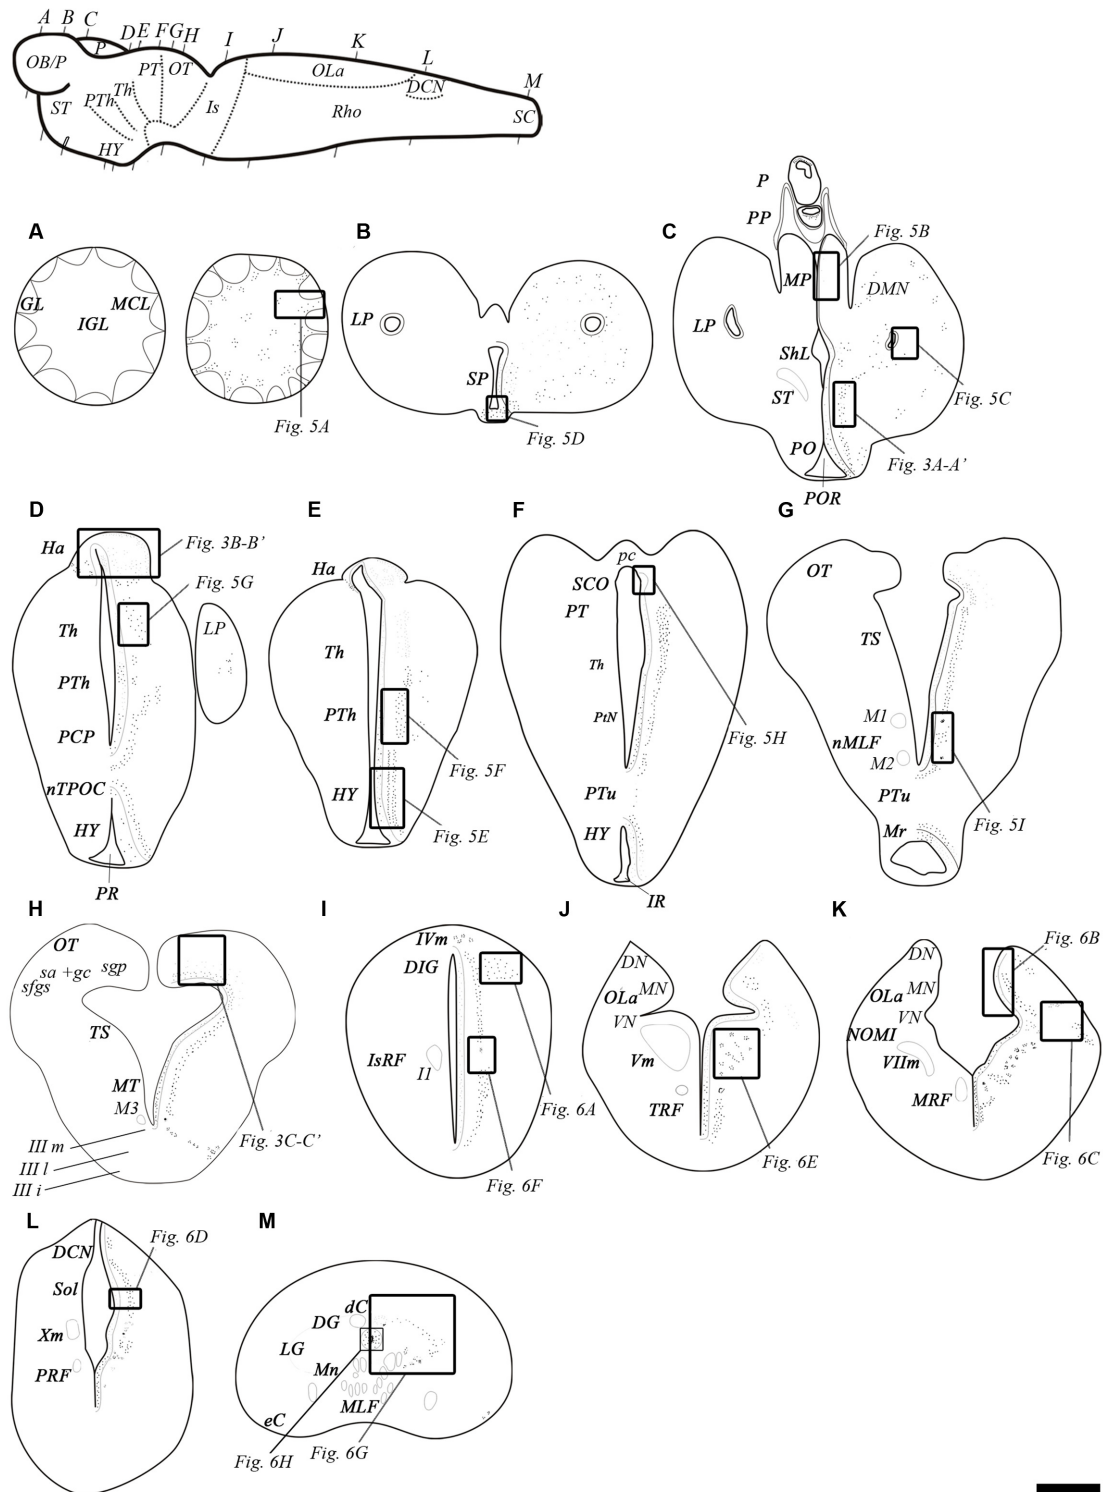 A B C D E F G H I J K L M
OB/P P PT OT OLa DCN
ST PTh Th Is Rho SC
HY
A
GL MCL
IGL
Fig. 5A
B
LP
SP
Fig. 5D
C
P
PP
Fig. 5B
MP DMN
LP
ShL
ST
Fig. 5C
PO
Fig. 3A-A’
POR
D
Ha
Fig. 3B-B’
Fig. 5G
Th
LP
PTh
PCP
nTPOC
HY
PR
E
Ha
Th
PTh
Fig. 5F
HY
Fig. 5E
F
pc
SCO
PT
Th
PtN
Fig. 5H
PTu
HY
IR
G
OT
TS
M1
nMLF
M2
PTu
Fig. 5I
Mr
H
OT
sa +gc sgp
sfgs
TS
MT
M3
III m
III l
III i
Fig. 3C-C’
I
IVm
DIG
IsRF
I1
Fig. 6A
Fig. 6F
J
DN
OLa MN
VN
Vm
TRF
Fig. 6E
K
DN
Fig. 6B
OLa MN
VN
NOMI
VIIm
MRF
Fig. 6C
L
DCN
Fig. 6D
Sol
Xm
PRF
M
dC
DG
LG
Mn
MLF
eC
Fig. 6G
Fig. 6H